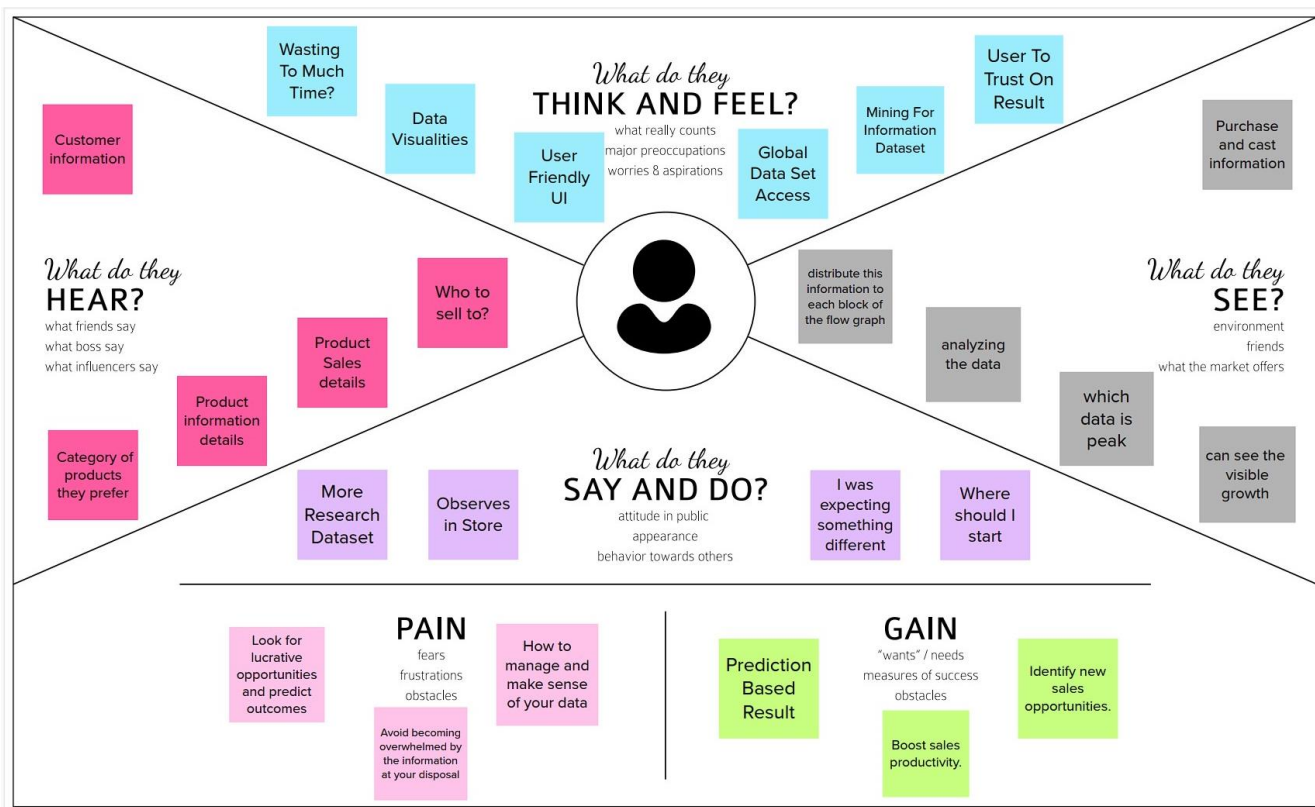 Wasting
To Much
Time?
Data
Visualities
User
Friendly
UI
What do they
THINK AND FEEL?
what really counts
major preoccupations
worries & aspirations
Global
Data Set
Access
Mining For
Information
Dataset
User To
Trust On
Result
Customer
information
What do they
HEAR?
what friends say
what boss say
what influencers say
Who to
sell to?
Product
Sales
details
Product
information
details
Category of
products
they prefer
Purchase
and cast
information
What do they
SEE?
environment
friends
what the market offers
distribute this
information to
each block of
the flow graph
analyzing
the data
which
data is
peak
can see the
visible
growth
What do they
SAY AND DO?
attitude in public
appearance
behavior towards others
More
Research
Dataset
Observes
in Store
I was
expecting
something
different
Where
should I
start
PAIN
fears
frustrations
obstacles
Look for
lucrative
opportunities
and predict
outcomes
Avoid becoming
overwhelmed by
the information
at your disposal
How to
manage and
make sense
of your data
GAIN
"wants" / needs
measures of success
obstacles
Prediction
Based
Result
Boost sales
productivity.
Identify new
sales
opportunities.